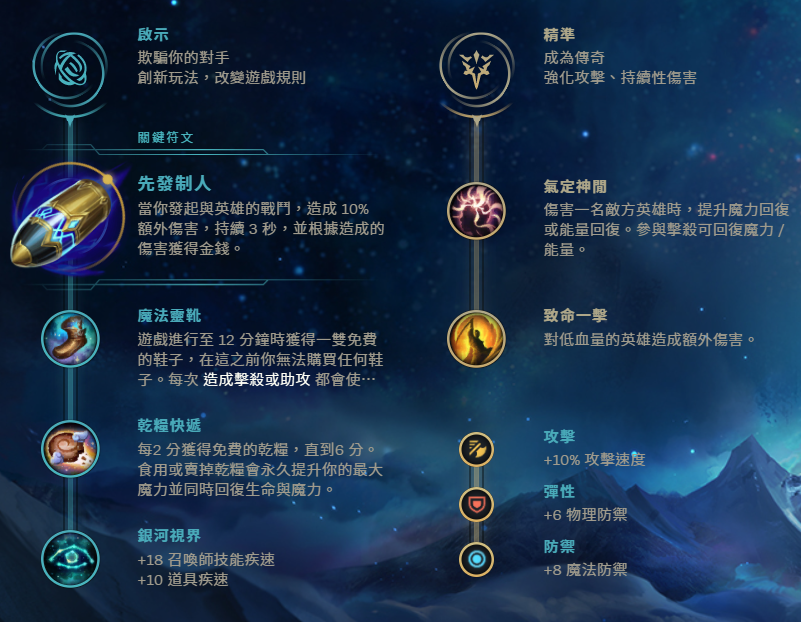 啟示
欺騙你的對手
創新玩法，改變遊戲規則
關鍵符文
先發制人
當你發起與英雄的戰鬥，造成 10%
額外傷害，持續 3 秒，並根據造成的
傷害獲得金錢。
魔法靈靴
遊戲進行至 12 分鐘時獲得一雙免費
的鞋子，在這之前你無法購買任何鞋
子。每次 造成擊殺或助攻 都會使…
乾糧快遞
每2 分獲得免費的乾糧，直到6 分。
食用或賣掉乾糧會永久提升你的最大
魔力並同時回復生命與魔力。
銀河視界
+18 召喚師技能疾速
+10 道具疾速
精準
成為傳奇
強化攻擊、持續性傷害
氣定神閒
傷害一名敵方英雄時，提升魔力回復
或能量回復。參與擊殺可回復魔力 /
能量。
致命一擊
對低血量的英雄造成額外傷害。
攻擊
+10% 攻擊速度
彈性
+6 物理防禦
防禦
+8 魔法防禦